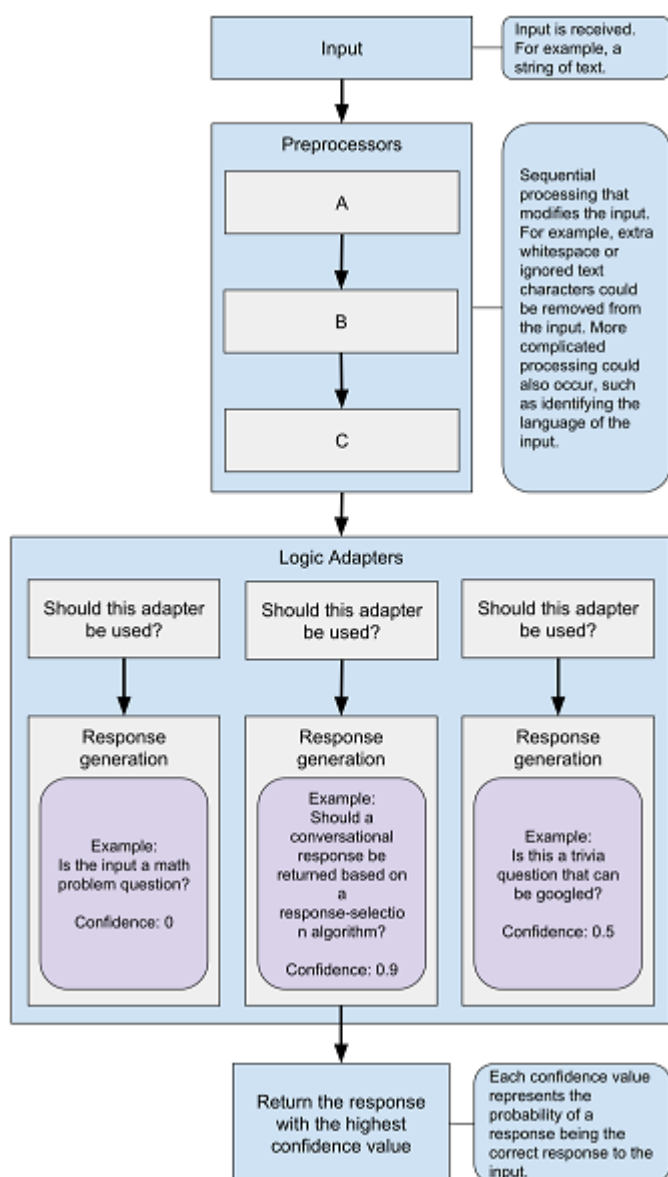 Input
Input is received.
For example, a
string of text.
Preprocessors
A
B
C
Sequential
processing that
modifies the input.
For example, extra
whitespace or
ignored text
characters could
be removed from
the input. More
complicated
processing could
also occur, such
as identifying the
language of the
input.
Logic Adapters
Should this adapter
be used?
Should this adapter
be used?
Should this adapter
be used?
Response
generation
Example:
Is the input a math
problem question?
Confidence: 0
Response
generation
Example:
Should a
conversational
response be
returned based on
a
response-selectio
n algorithm?
Confidence: 0.9
Response
generation
Example:
Is this a trivia
question that can
be googled?
Confidence: 0.5
Return the response
with the highest
confidence value
Each confidence value
represents the
probability of a
response being the
correct response to the
input.